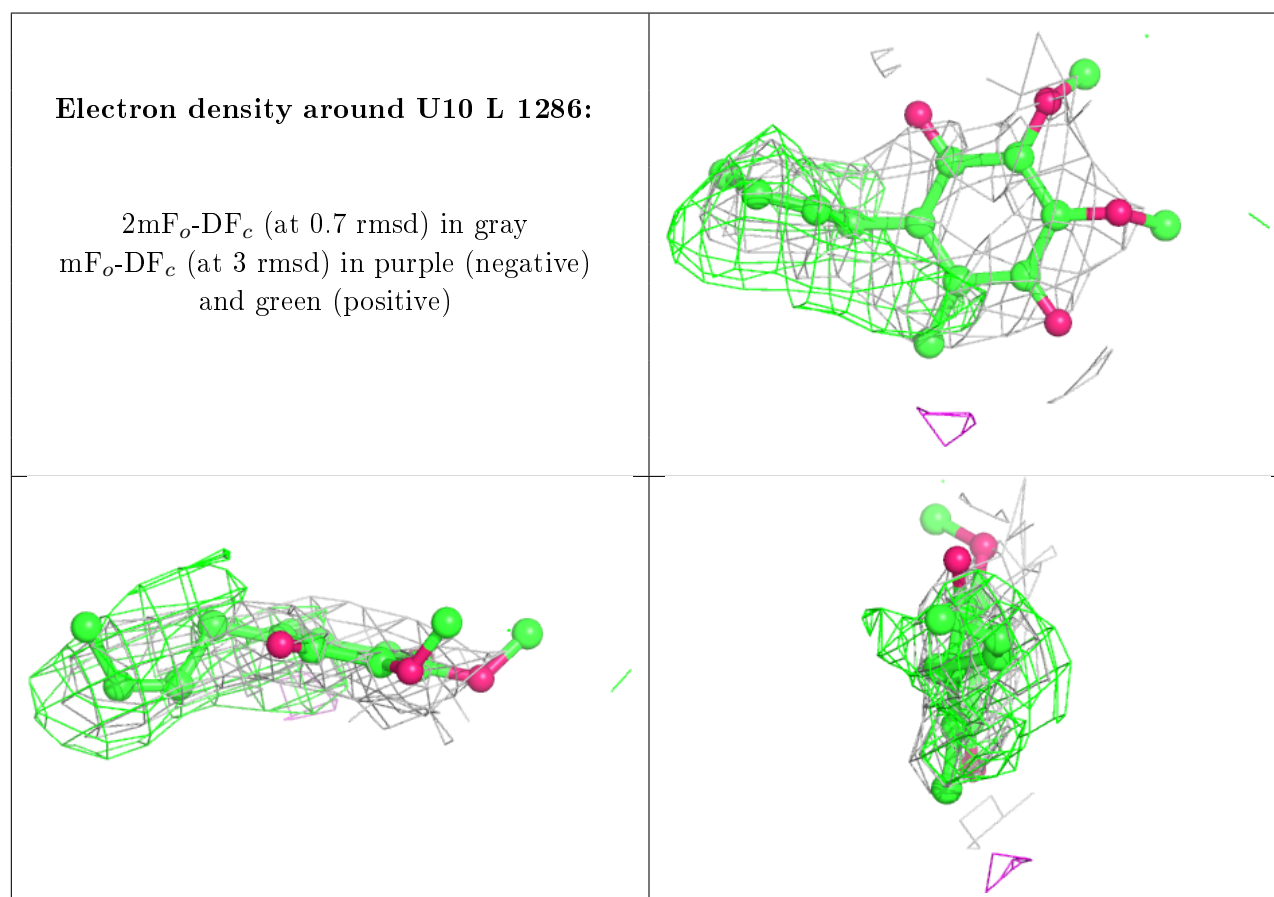 Electron density around U10 L 1286:
2mFₒ-DF𝒸 (at 0.7 rmsd) in gray
mFₒ-DF𝒸 (at 3 rmsd) in purple (negative)
and green (positive)